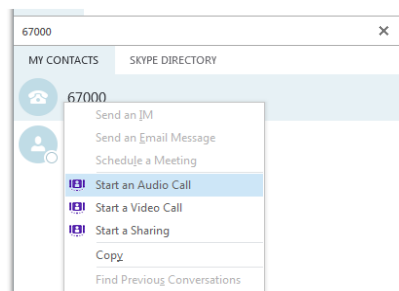 67000
MY CONTACTS SKYPE DIRECTORY
67000
Send an IM
Send an Email Message
Schedule a Meeting
Start an Audio Call
Start a Video Call
Start a Sharing
Copy
Find Previous Conversations